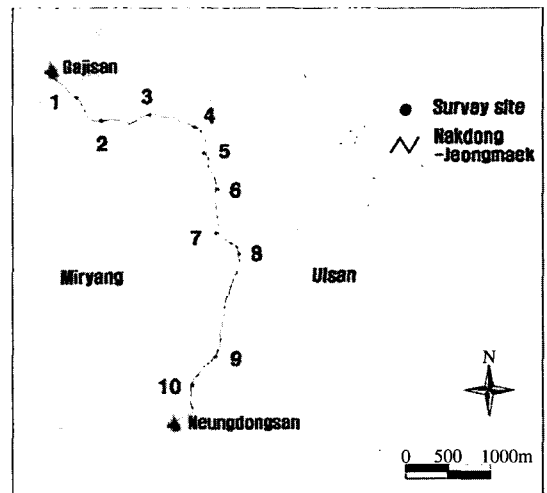 Gajisan
1
2
3
4
5
6
7
8
9
10
Survey site
Nakdong
-Jeongmaek
Miryang
Ulsan
Neungdongsan
N
0 500 1000m